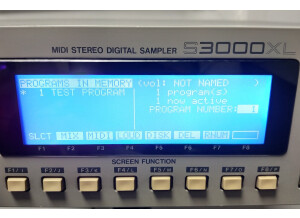 MIDI STEREO DIGITAL SAMPLER S3000XL
PROGRAMS IN MEMORY <vol: NOT NAMED >
* 1 TEST PROGRAM 1 program(s)
1 now active
PROGRAM NUMBER: 1
SLCT MIX MIDI LOUD DISK DEL RNUM
F1 F2 F3 F4 F5 F6 F7 F8
SCREEN FUNCTION